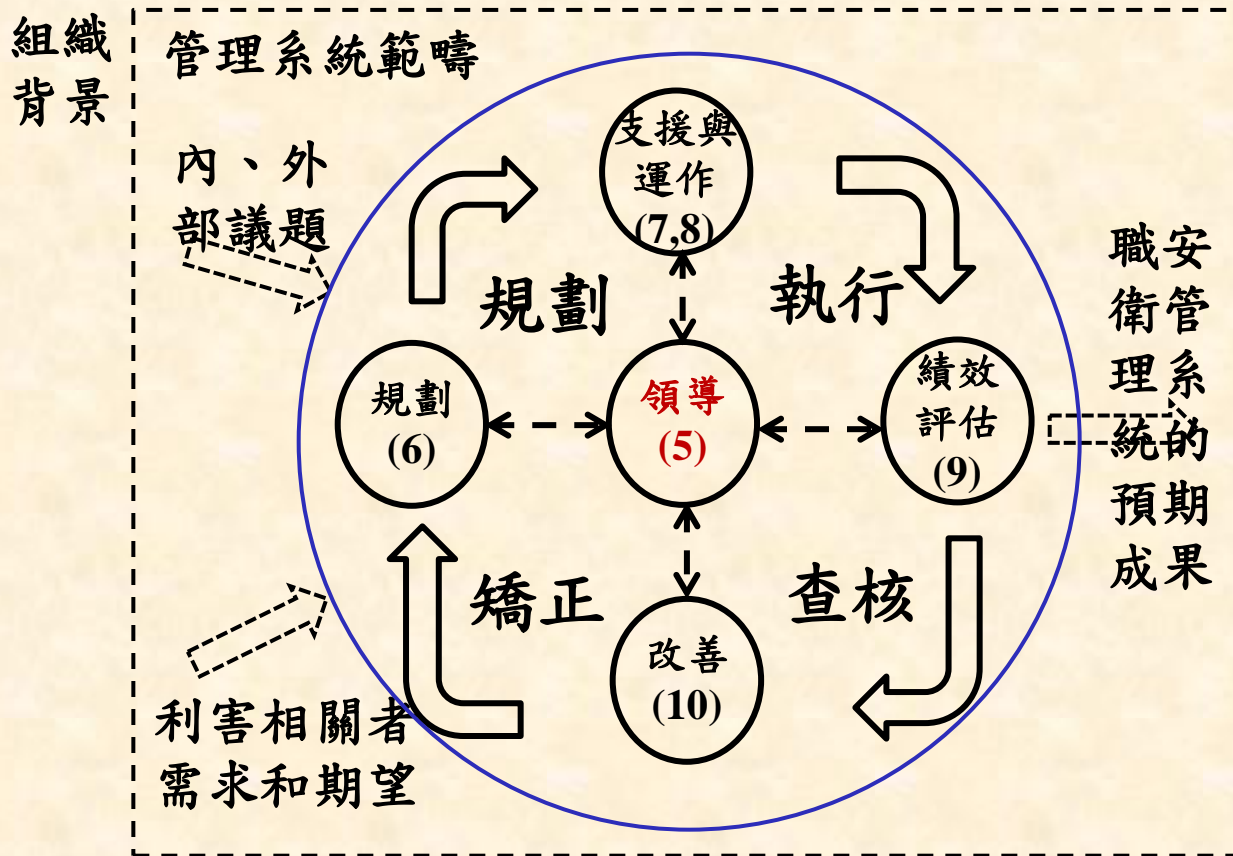 組織
背景
管理系統範疇
內、外
部議題
支援與
運作
(7,8)
規劃
執行
規劃
(6)
領導
(5)
績效
評估
(9)
職安
衛管
理系
統的
預期
成果
矯正
查核
改善
(10)
利害相關者
需求和期望